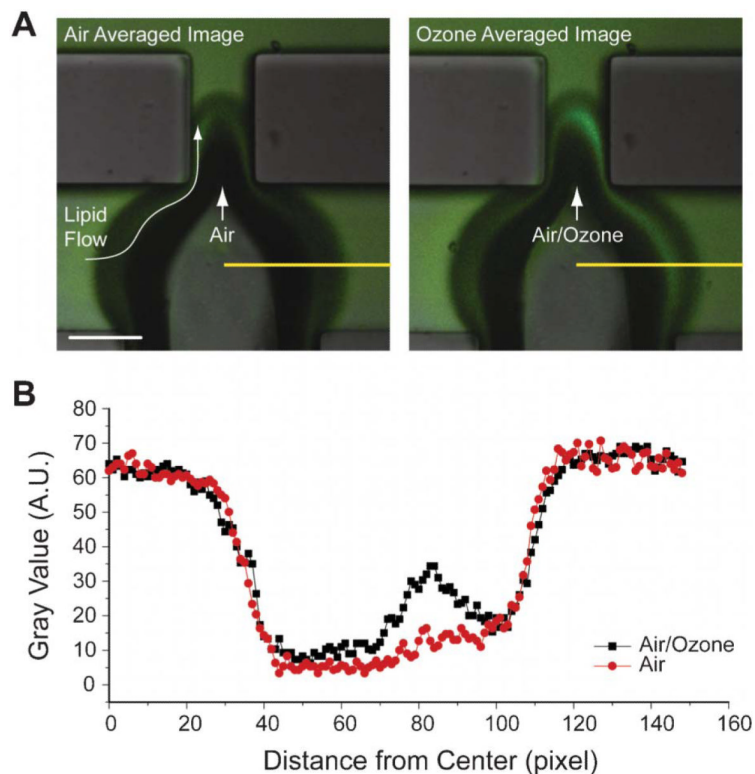 A
Air Averaged Image
Ozone Averaged Image
Lipid
Flow
Air
Air/Ozone
B
80
70
60
50
40
30
20
10
0
Gray Value (A.U.)
Air/Ozone
Air
0 20 40 60 80 100 120 140 160
Distance from Center (pixel)